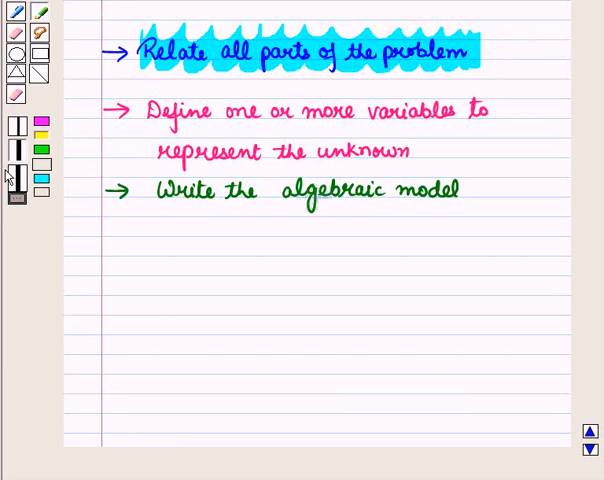 → Relate all parts of the problem
→ Define one or more variables to
represent the unknown
→ Write the algebraic model